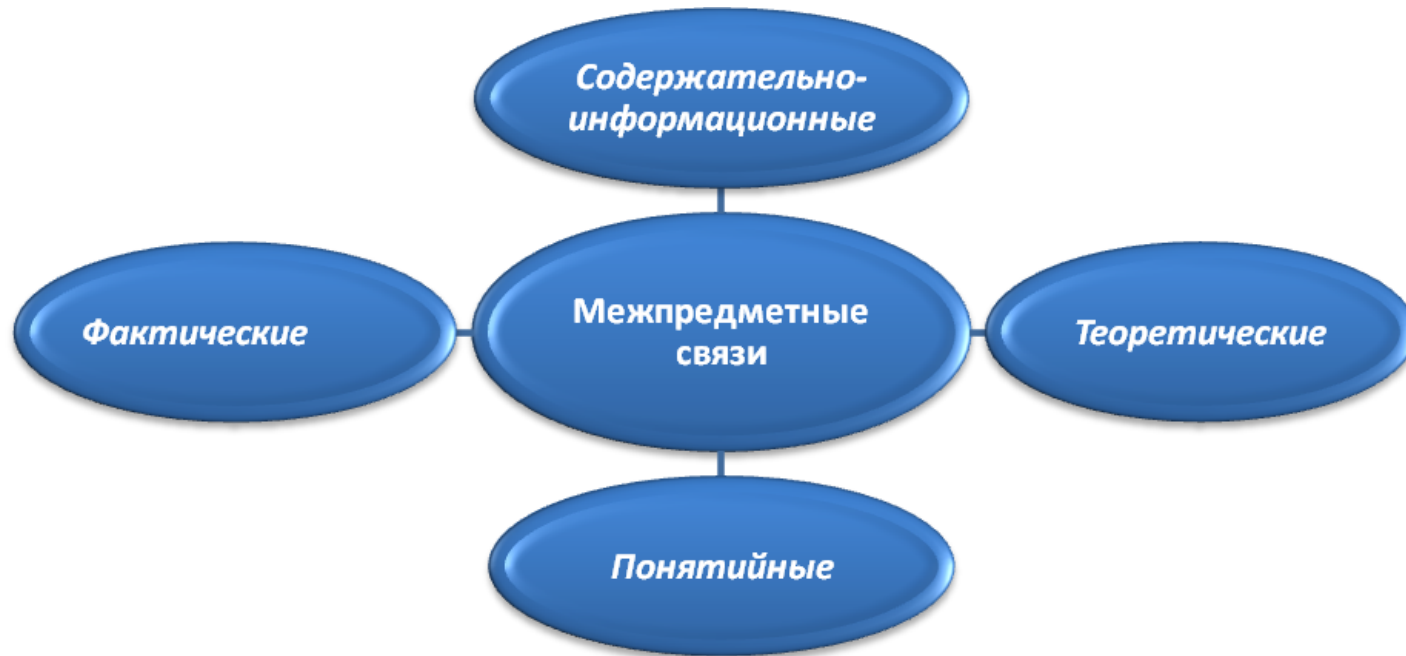 Содержательно-
информационные
Фактические
Межпредметные
связи
Теоретические
Понятийные